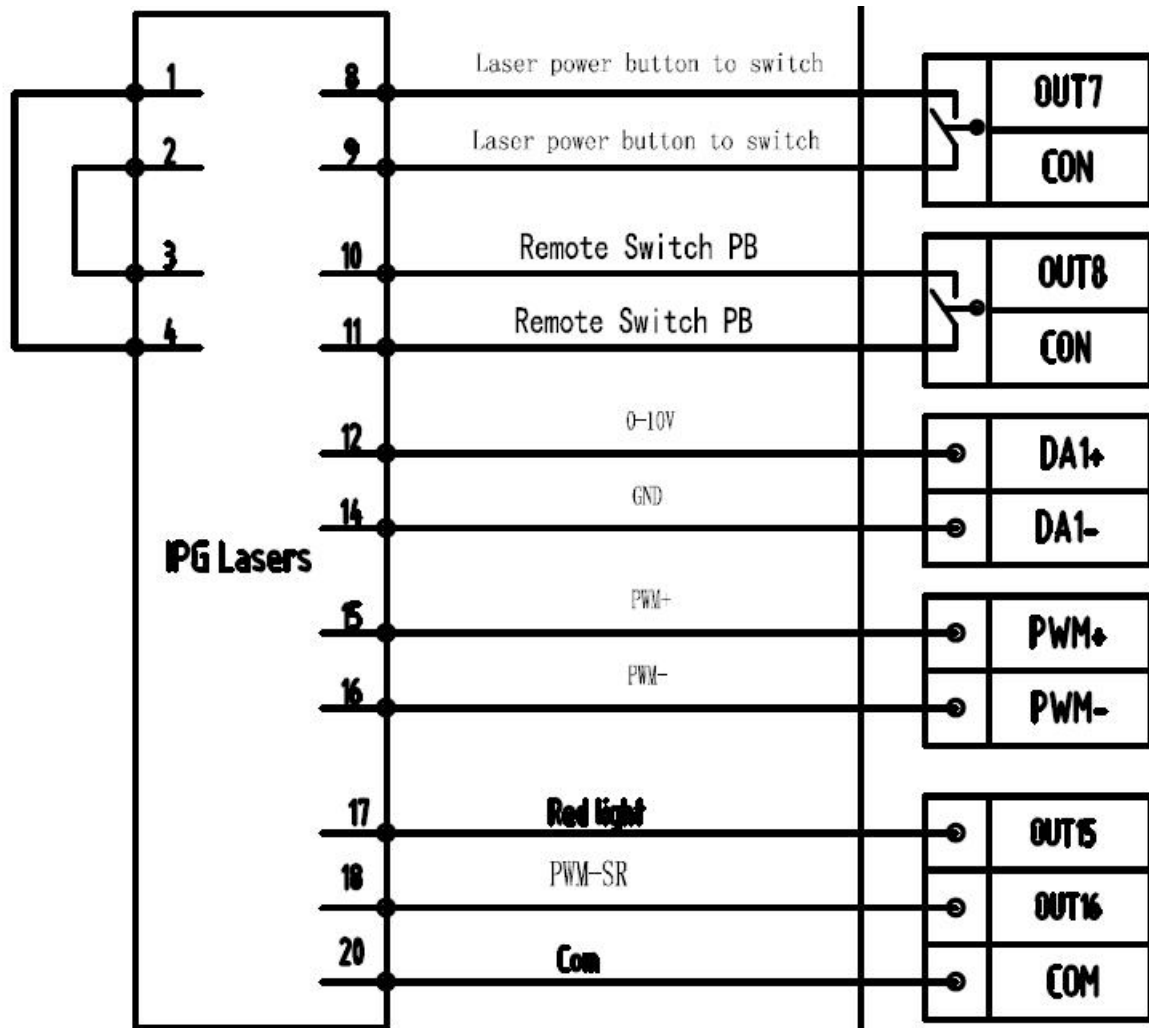 1 8 Laser power button to switch OUT7
2 9 Laser power button to switch CON
3 10 Remote Switch PB OUT8
4 11 Remote Switch PB CON
12 0-10V DA1+
14 GND DA1-
IPG Lasers
15 PWM+ PWM+
16 PWM- PWM-
17 Red light OUT15
18 PWM-SR OUT16
20 Com COM